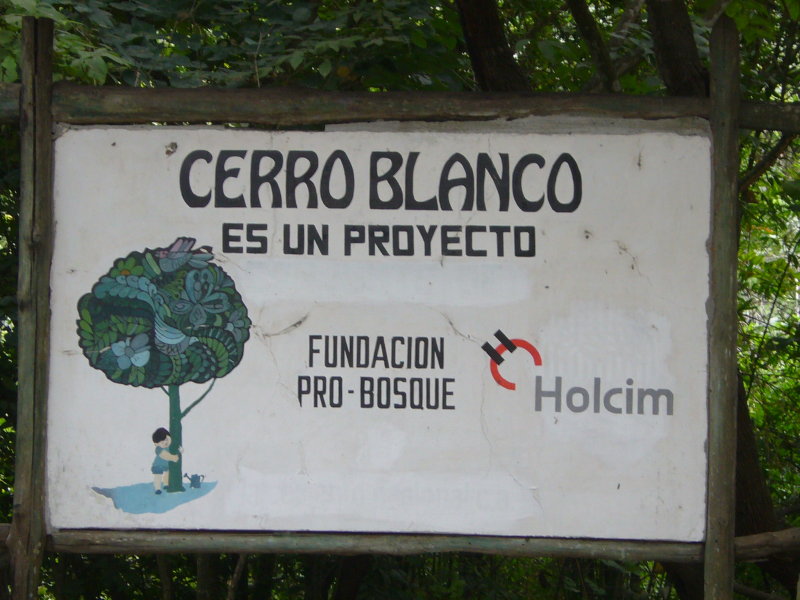 CERRO BLANCO
ES UN PROYECTO
FUNDACION
PRO-BOSQUE
Holcim